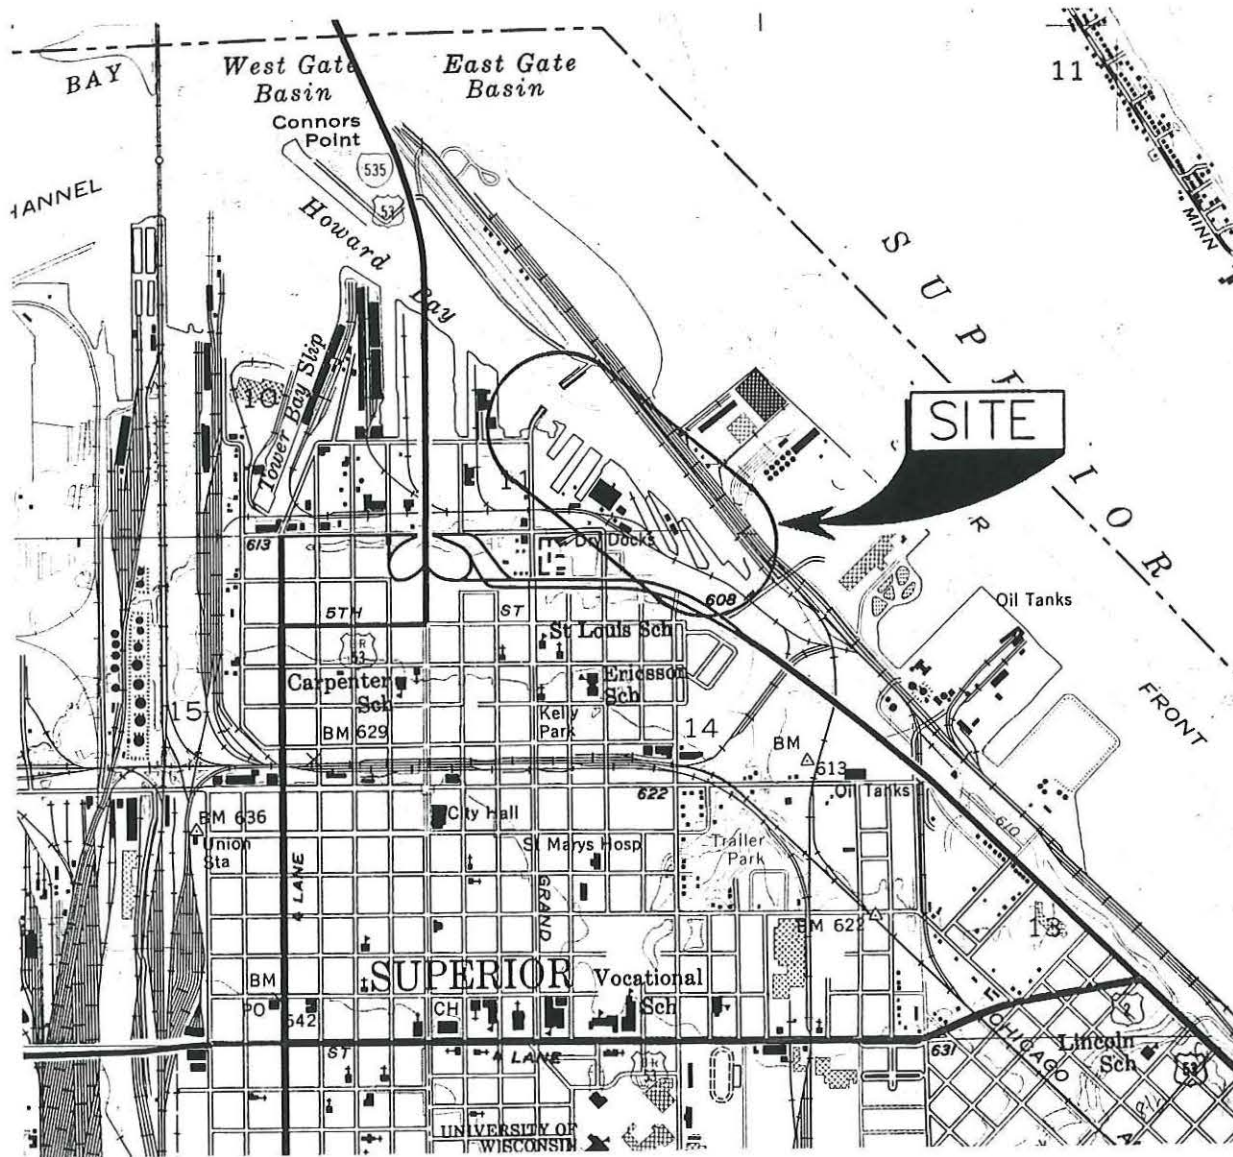 11
BAY
West Gate
Basin
East Gate
Basin
Connors
Point
535
53
HANNEL
Howard
Bay
MINN
SUPERIOR
SITE
10
Tower Bay Slip
11
R
613
Dry Docks
608
5TH
ST
53
St Louis Sch
Oil Tanks
Carpenter
Sch
Ericsson
Sch
Kelly
Park
FRONT
15
BM 629
14
BM
613
622
Oil Tanks
BM 636
Union
Sta
City Hall
St Marys Hosp
Trailer
Park
610
4 LANE
GRAND
BM 622
13
SUPERIOR
Vocational
Sch
BM
PO
642
CH
ST
4 LANE
631
CHICAGO
2
Lincoln
Sch
53
UNIVERSITY OF
WISCONSIN